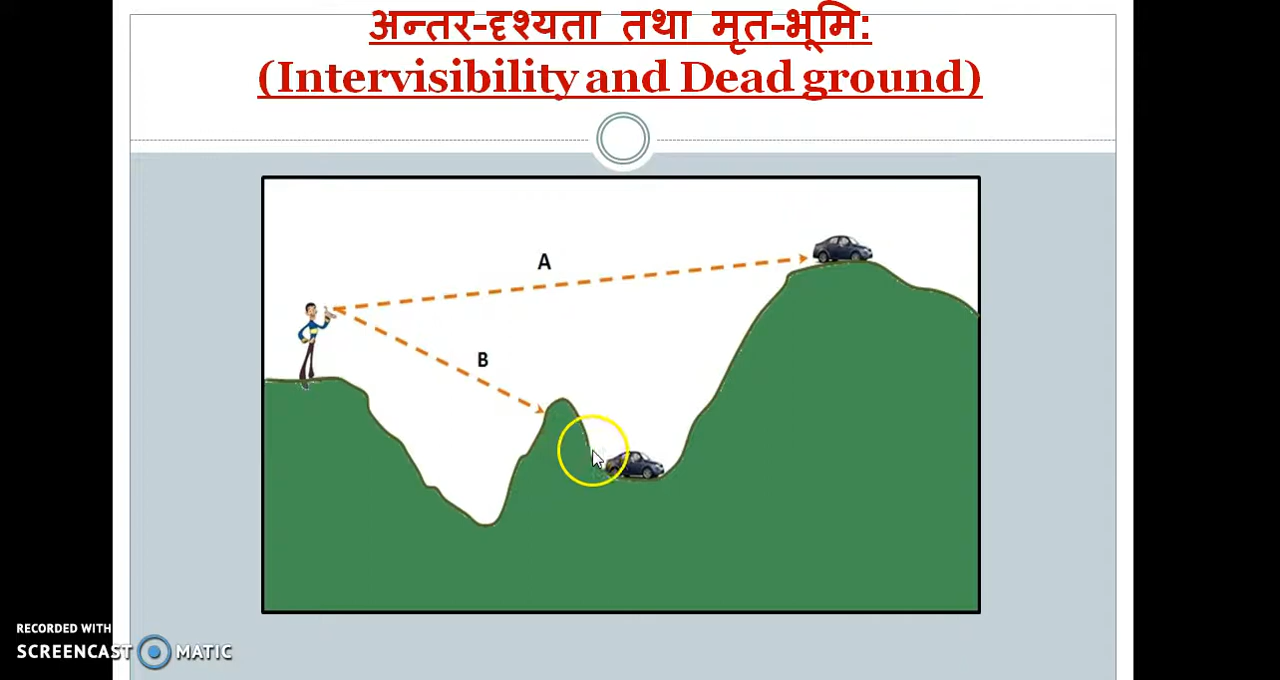 अन्तर-दृश्यता तथा मृत-भूमि:
(Intervisibility and Dead ground)
A
B
RECORDED WITH
SCREENCAST MATIC